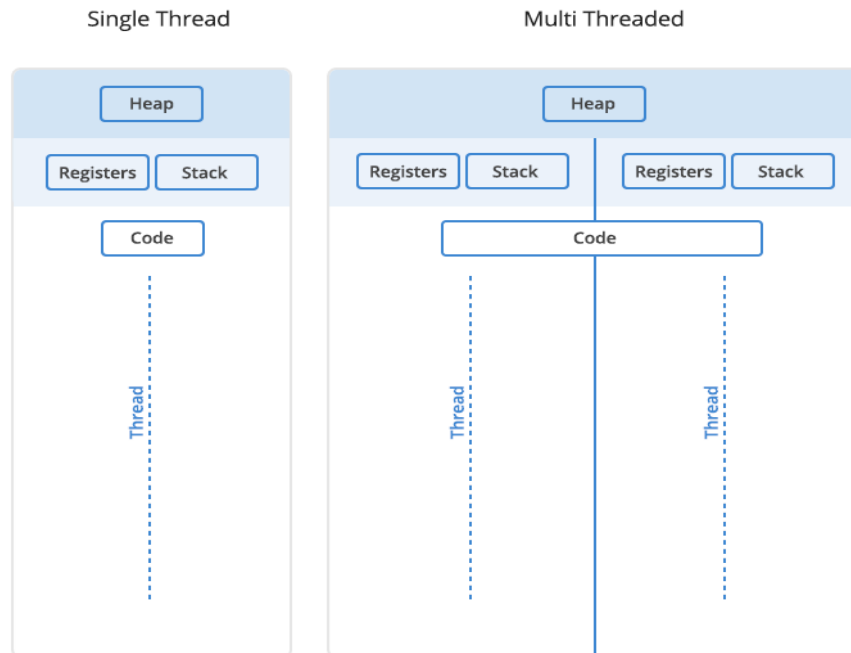 Single Thread
Multi Threaded
Heap
Heap
Registers Stack
Registers Stack
Registers Stack
Code
Code
Thread
Thread
Thread